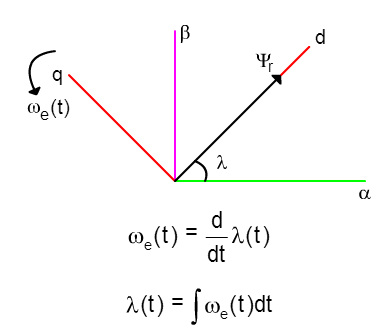 β
d
q
Ψr
ωe(t)
λ
α
ωe(t) = d/dt λ(t)
λ(t) = ∫ωe(t)dt